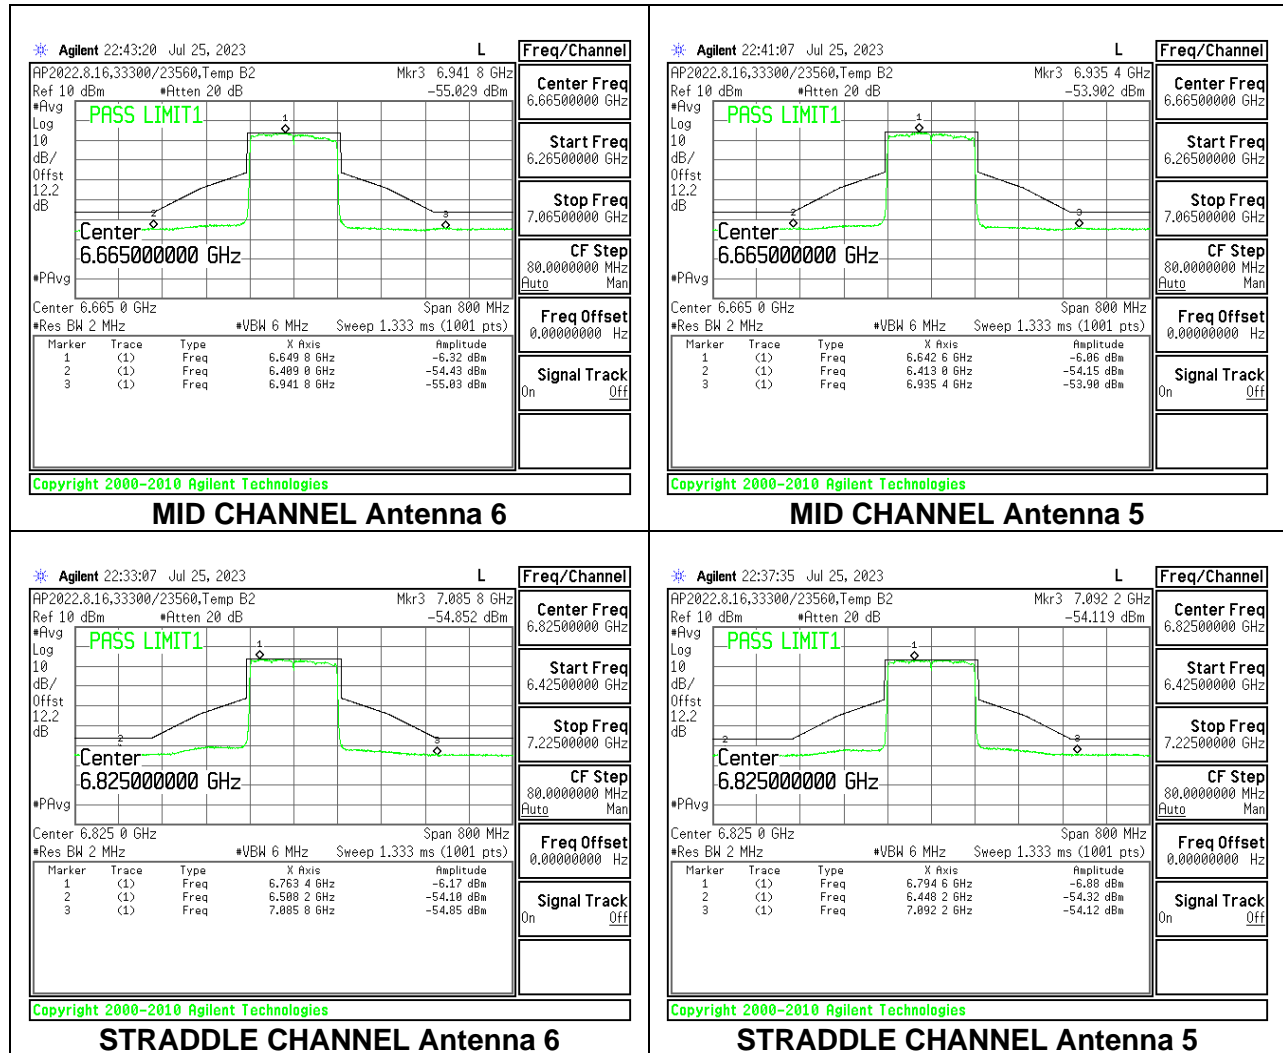 Agilent 22:43:20 Jul 25, 2023 L Freq/Channel
AP2022.8.16,33300/23560,Temp B2 Mkr3 6.941 8 GHz
Ref 10 dBm #Atten 20 dB -55.029 dBm
#Avg
Log
10
dB/
Offst
12.2
dB
#PAvg
PASS LIMIT1
1
2
3
Center
6.665000000 GHz
Center 6.665 0 GHz Span 800 MHz
#Res BW 2 MHz #VBW 6 MHz Sweep 1.333 ms (1001 pts)
Marker Trace Type X Axis Amplitude
1 (1) Freq 6.649 8 GHz -6.32 dBm
2 (1) Freq 6.409 0 GHz -54.43 dBm
3 (1) Freq 6.941 8 GHz -55.03 dBm
Center Freq
6.66500000 GHz
Start Freq
6.26500000 GHz
Stop Freq
7.06500000 GHz
CF Step
80.0000000 MHz
Auto Man
Freq Offset
0.00000000 Hz
Signal Track
On Off
Copyright 2000-2010 Agilent Technologies
MID CHANNEL Antenna 6
Agilent 22:41:07 Jul 25, 2023 L Freq/Channel
AP2022.8.16,33300/23560,Temp B2 Mkr3 6.935 4 GHz
Ref 10 dBm #Atten 20 dB -53.902 dBm
#Avg
Log
10
dB/
Offst
12.2
dB
#PAvg
PASS LIMIT1
1
2
3
Center
6.665000000 GHz
Center 6.665 0 GHz Span 800 MHz
#Res BW 2 MHz #VBW 6 MHz Sweep 1.333 ms (1001 pts)
Marker Trace Type X Axis Amplitude
1 (1) Freq 6.642 6 GHz -6.06 dBm
2 (1) Freq 6.413 0 GHz -54.15 dBm
3 (1) Freq 6.935 4 GHz -53.90 dBm
Center Freq
6.66500000 GHz
Start Freq
6.26500000 GHz
Stop Freq
7.06500000 GHz
CF Step
80.0000000 MHz
Auto Man
Freq Offset
0.00000000 Hz
Signal Track
On Off
Copyright 2000-2010 Agilent Technologies
MID CHANNEL Antenna 5
Agilent 22:33:07 Jul 25, 2023 L Freq/Channel
AP2022.8.16,33300/23560,Temp B2 Mkr3 7.085 8 GHz
Ref 10 dBm #Atten 20 dB -54.852 dBm
#Avg
Log
10
dB/
Offst
12.2
dB
#PAvg
PASS LIMIT1
1
2
3
Center
6.825000000 GHz
Center 6.825 0 GHz Span 800 MHz
#Res BW 2 MHz #VBW 6 MHz Sweep 1.333 ms (1001 pts)
Marker Trace Type X Axis Amplitude
1 (1) Freq 6.763 4 GHz -6.17 dBm
2 (1) Freq 6.508 2 GHz -54.10 dBm
3 (1) Freq 7.085 8 GHz -54.85 dBm
Center Freq
6.82500000 GHz
Start Freq
6.42500000 GHz
Stop Freq
7.22500000 GHz
CF Step
80.0000000 MHz
Auto Man
Freq Offset
0.00000000 Hz
Signal Track
On Off
Copyright 2000-2010 Agilent Technologies
STRADDLE CHANNEL Antenna 6
Agilent 22:37:35 Jul 25, 2023 L Freq/Channel
AP2022.8.16,33300/23560,Temp B2 Mkr3 7.092 2 GHz
Ref 10 dBm #Atten 20 dB -54.119 dBm
#Avg
Log
10
dB/
Offst
12.2
dB
#PAvg
PASS LIMIT1
1
2
3
Center
6.825000000 GHz
Center 6.825 0 GHz Span 800 MHz
#Res BW 2 MHz #VBW 6 MHz Sweep 1.333 ms (1001 pts)
Marker Trace Type X Axis Amplitude
1 (1) Freq 6.794 6 GHz -6.88 dBm
2 (1) Freq 6.448 2 GHz -54.32 dBm
3 (1) Freq 7.092 2 GHz -54.12 dBm
Center Freq
6.82500000 GHz
Start Freq
6.42500000 GHz
Stop Freq
7.22500000 GHz
CF Step
80.0000000 MHz
Auto Man
Freq Offset
0.00000000 Hz
Signal Track
On Off
Copyright 2000-2010 Agilent Technologies
STRADDLE CHANNEL Antenna 5